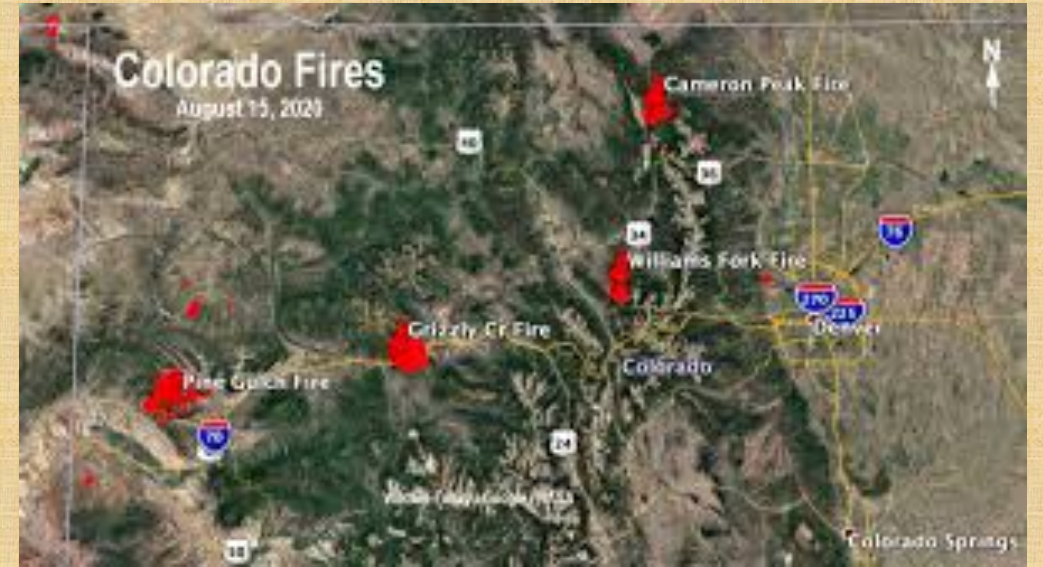 Colorado Fires
August 15, 2020
N
Cameron Peak Fire
40
36
34
Williams Fork Fire
76
270
225
Denver
Grizzly Cr Fire
Colorado
Pine Gulch Fire
70
24
Colorado Springs